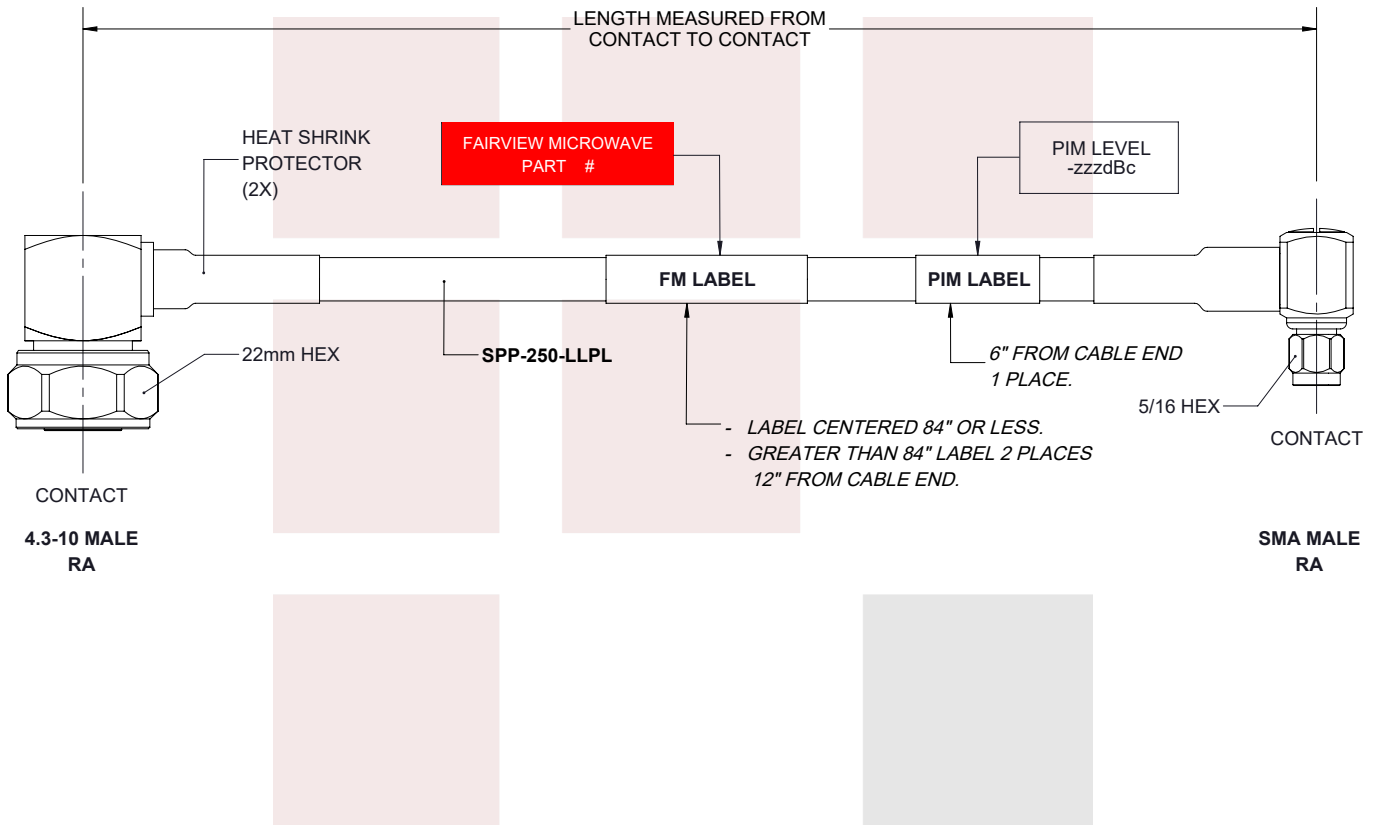 LENGTH MEASURED FROM
CONTACT TO CONTACT
HEAT SHRINK
PROTECTOR
(2X)
FAIRVIEW MICROWAVE
PART #
PIM LEVEL
-zzzdBc
FM LABEL
PIM LABEL
22mm HEX
SPP-250-LLPL
6" FROM CABLE END
1 PLACE.
5/16 HEX
- LABEL CENTERED 84" OR LESS.
- GREATER THAN 84" LABEL 2 PLACES
12" FROM CABLE END.
CONTACT
CONTACT
4.3-10 MALE
RA
SMA MALE
RA